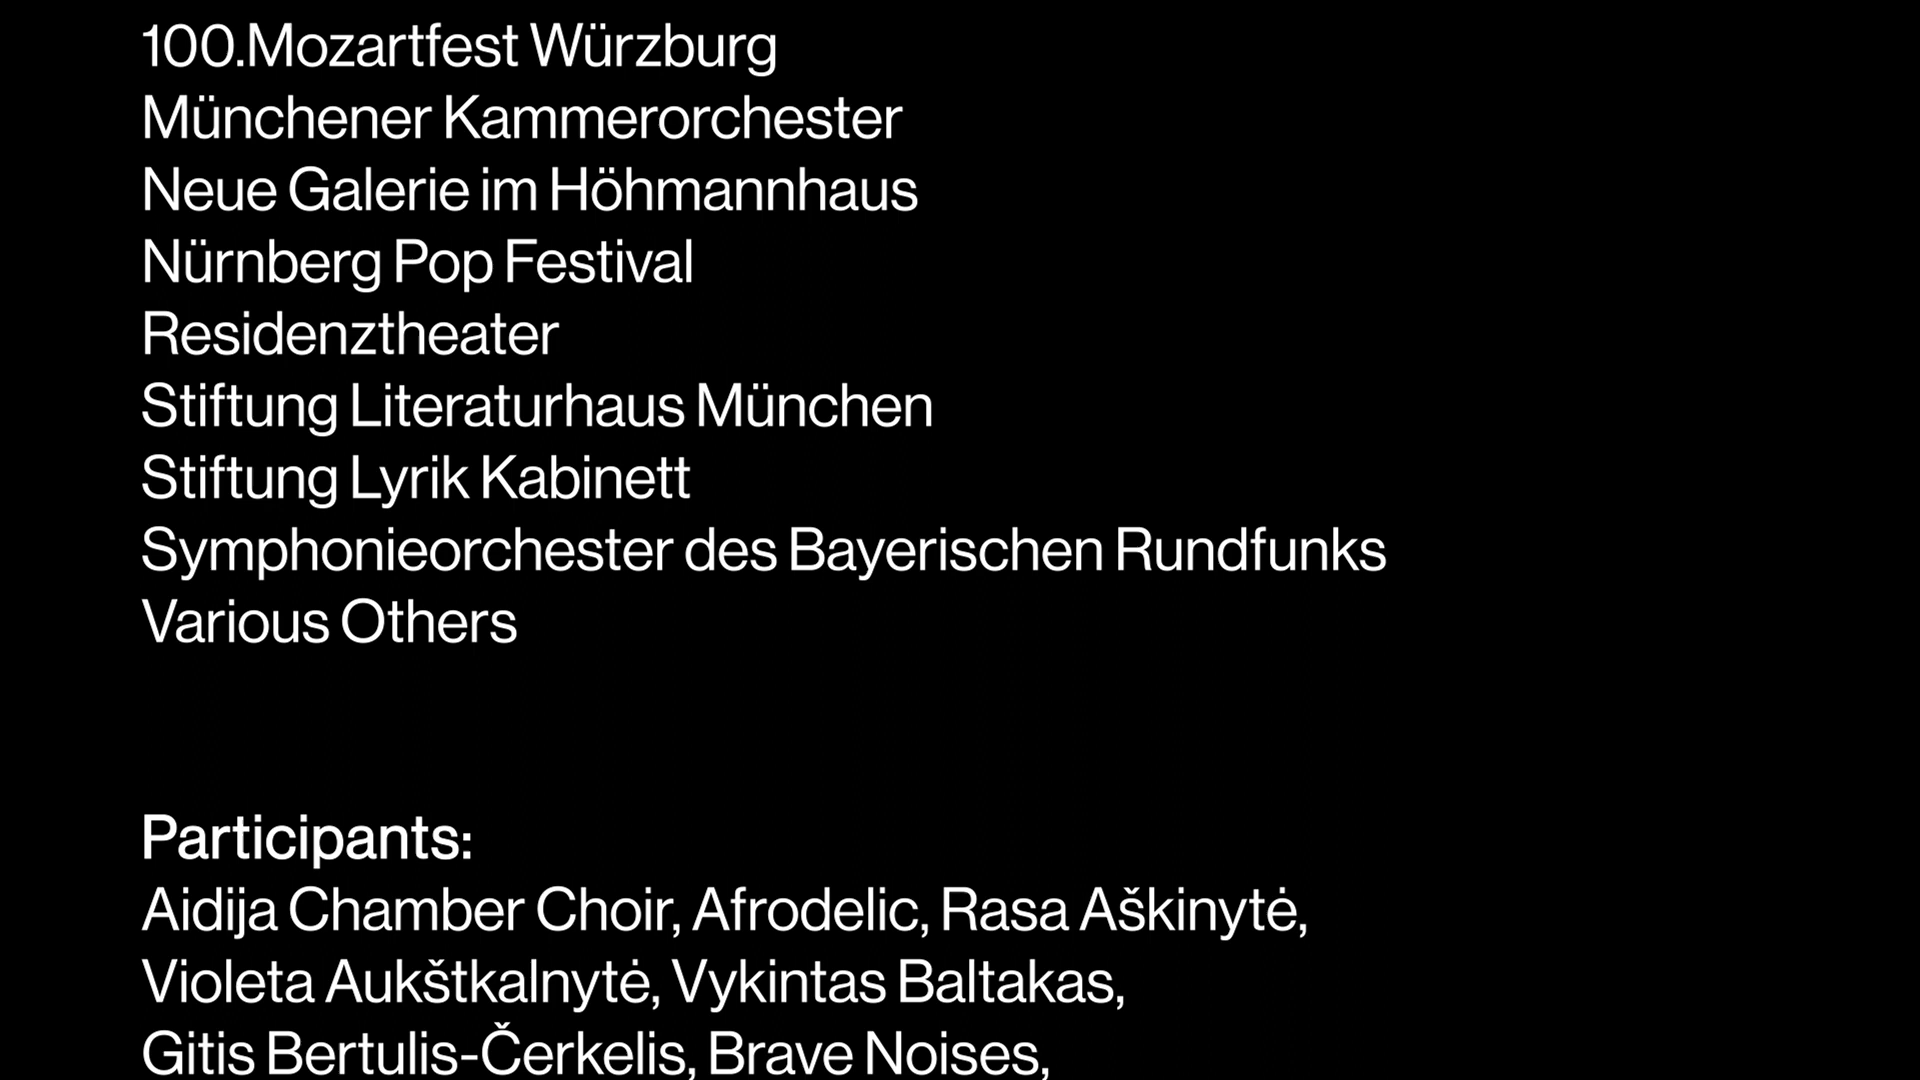 100.Mozartfest Würzburg
Münchener Kammerorchester
Neue Galerie im Höhmannhaus
Nürnberg Pop Festival
Residenztheater
Stiftung Literaturhaus München
Stiftung Lyrik Kabinett
Symphonieorchester des Bayerischen Rundfunks
Various Others
Participants:
Aidija Chamber Choir, Afrodelic, Rasa Aškinytė,
Violeta Aukštkalnytė, Vykintas Baltakas,
Gitis Bertulis-Čerkelis, Brave Noises,